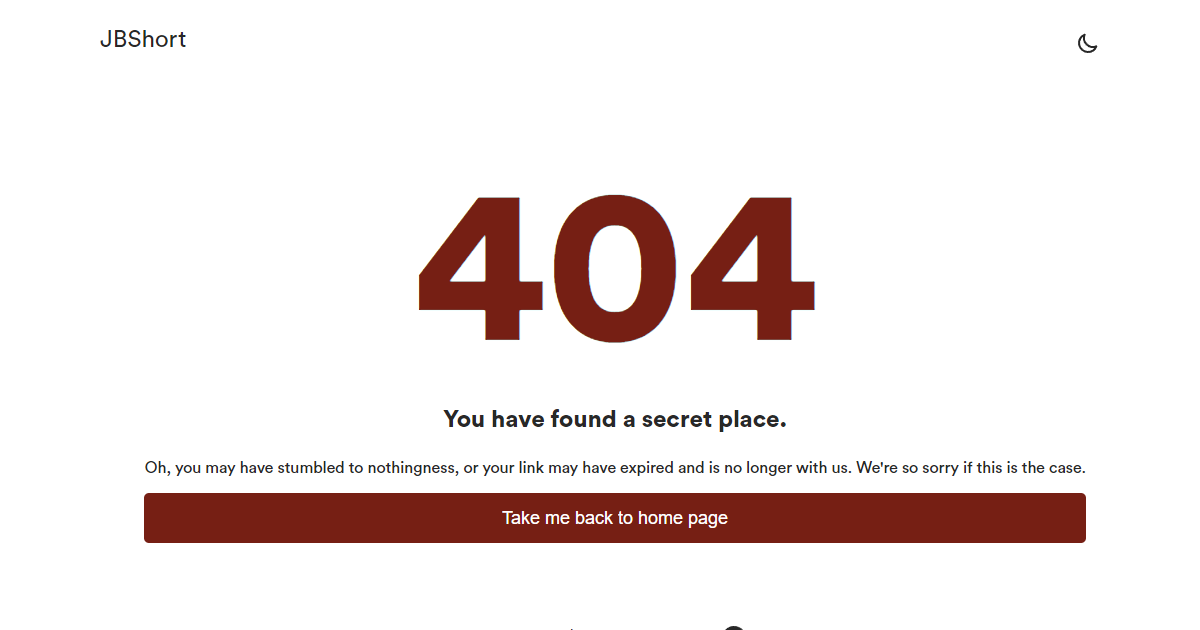 JBShort
404
You have found a secret place.
Oh, you may have stumbled to nothingness, or your link may have expired and is no longer with us. We're so sorry if this is the case.
Take me back to home page